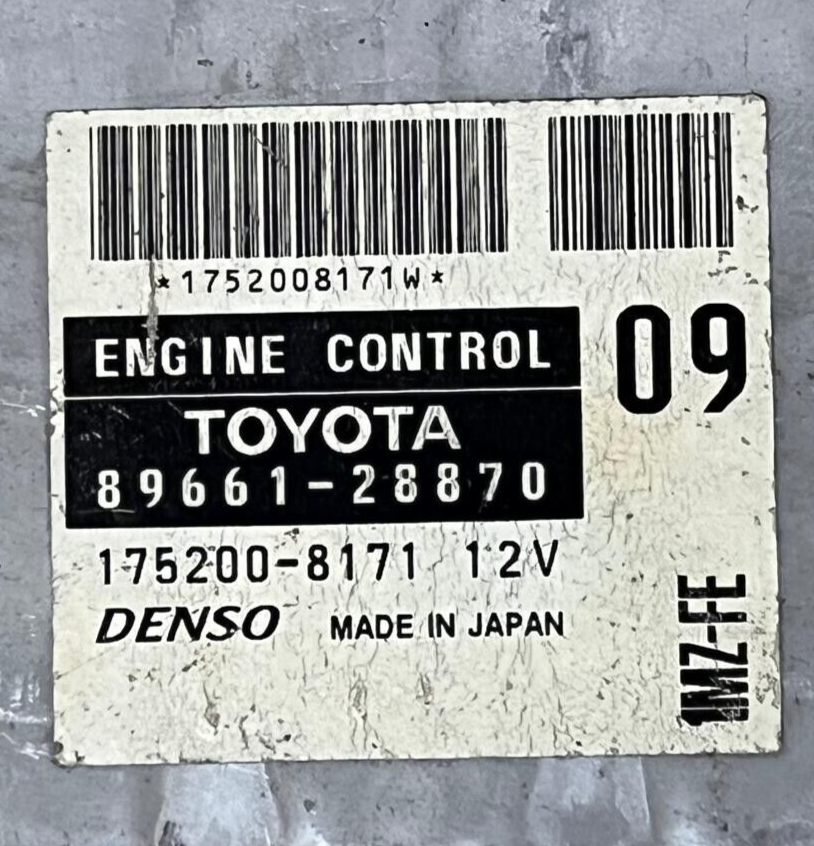 *1752008171W*
09
ENGINE CONTROL
TOYOTA
89661-28870
175200-8171 12V
DENSO MADE IN JAPAN
1MZ-FE